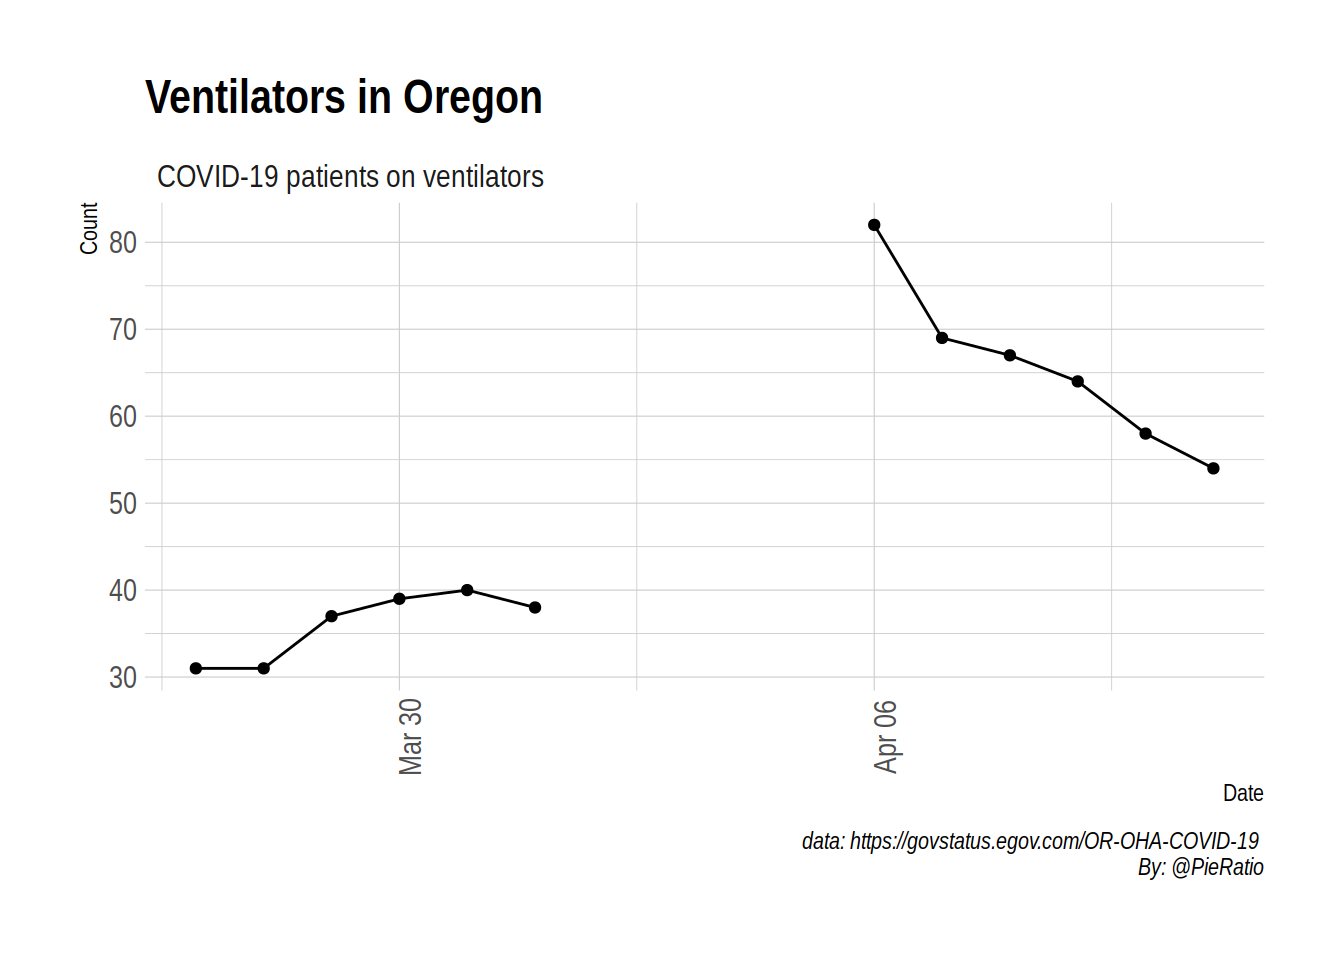 Ventilators in Oregon
COVID-19 patients on ventilators
Count
80
70
60
50
40
30
Mar 30
Apr 06
Date
data: https://govstatus.egov.com/OR-OHA-COVID-19
By: @PieRatio